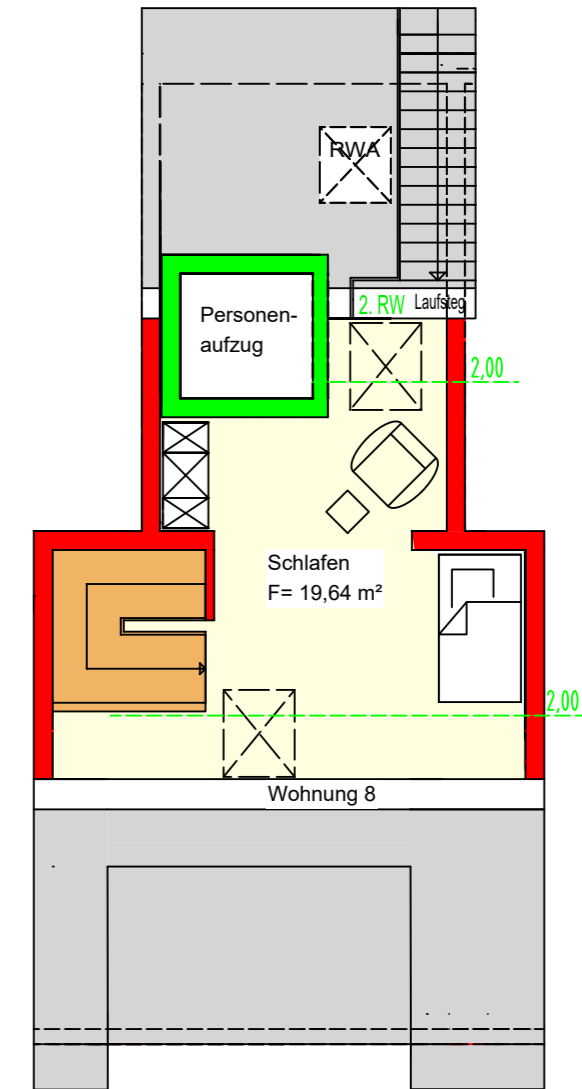 RWA
2. RW Laufsteg
Personen-
aufzug
2,00
Schlafen
F= 19,64 m²
2,00
Wohnung 8